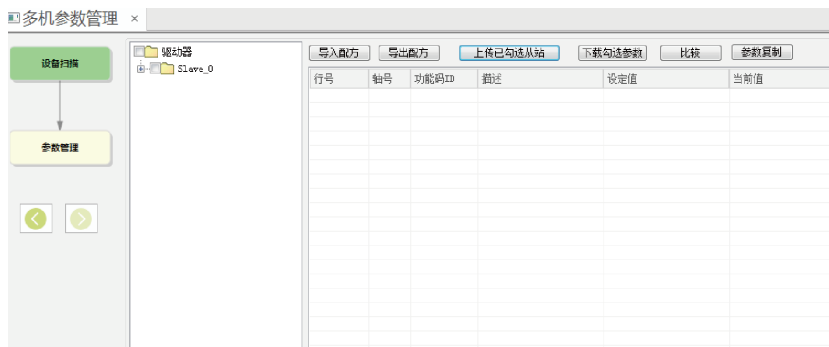 多机参数管理 ×
设备扫描
参数管理
驱动器
Slave_0
导入配方 导出配方 上传已勾选从站 下载勾选参数 比较 参数复制
行号 轴号 功能码ID 描述 设定值 当前值